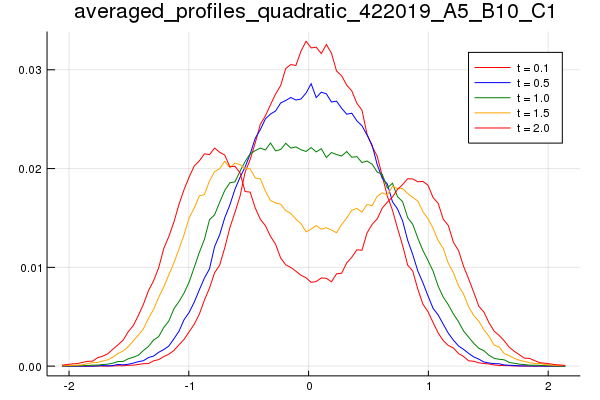 averaged_profiles_quadratic_422019_A5_B10_C1
t = 0.1
t = 0.5
t = 1.0
t = 1.5
t = 2.0
0.03
0.02
0.01
0.00
-2 -1 0 1 2